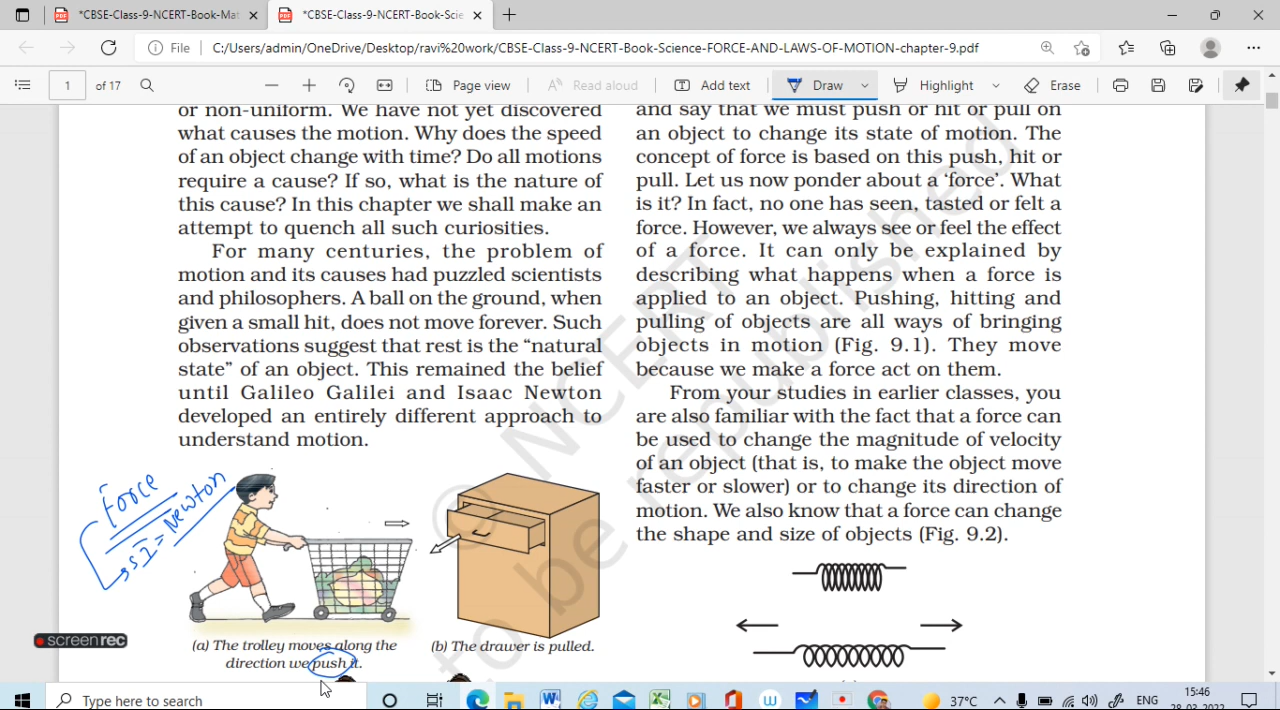 *CBSE-Class-9-NCERT-Book-Mat
*CBSE-Class-9-NCERT-Book-Scie
File
C:/Users/admin/OneDrive/Desktop/ravi%20work/CBSE-Class-9-NCERT-Book-Science-FORCE-AND-LAWS-OF-MOTION-chapter-9.pdf
1 of 17
Page view
Read aloud
Add text
Draw
Highlight
Erase
or non-uniform. We have not yet discovered
what causes the motion. Why does the speed
of an object change with time? Do all motions
require a cause? If so, what is the nature of
this cause? In this chapter we shall make an
attempt to quench all such curiosities.
For many centuries, the problem of
motion and its causes had puzzled scientists
and philosophers. A ball on the ground, when
given a small hit, does not move forever. Such
observations suggest that rest is the “natural
state” of an object. This remained the belief
until Galileo Galilei and Isaac Newton
developed an entirely different approach to
understand motion.
Force
SI = Newton
(a) The trolley moves along the
direction we push it.
(b) The drawer is pulled.
and say that we must push or hit or pull on
an object to change its state of motion. The
concept of force is based on this push, hit or
pull. Let us now ponder about a ‘force’. What
is it? In fact, no one has seen, tasted or felt a
force. However, we always see or feel the effect
of a force. It can only be explained by
describing what happens when a force is
applied to an object. Pushing, hitting and
pulling of objects are all ways of bringing
objects in motion (Fig. 9.1). They move
because we make a force act on them.
From your studies in earlier classes, you
are also familiar with the fact that a force can
be used to change the magnitude of velocity
of an object (that is, to make the object move
faster or slower) or to change its direction of
motion. We also know that a force can change
the shape and size of objects (Fig. 9.2).
© NCERT
to be republished
screenrec
Type here to search
37°C
ENG
15:46
28-03-2022